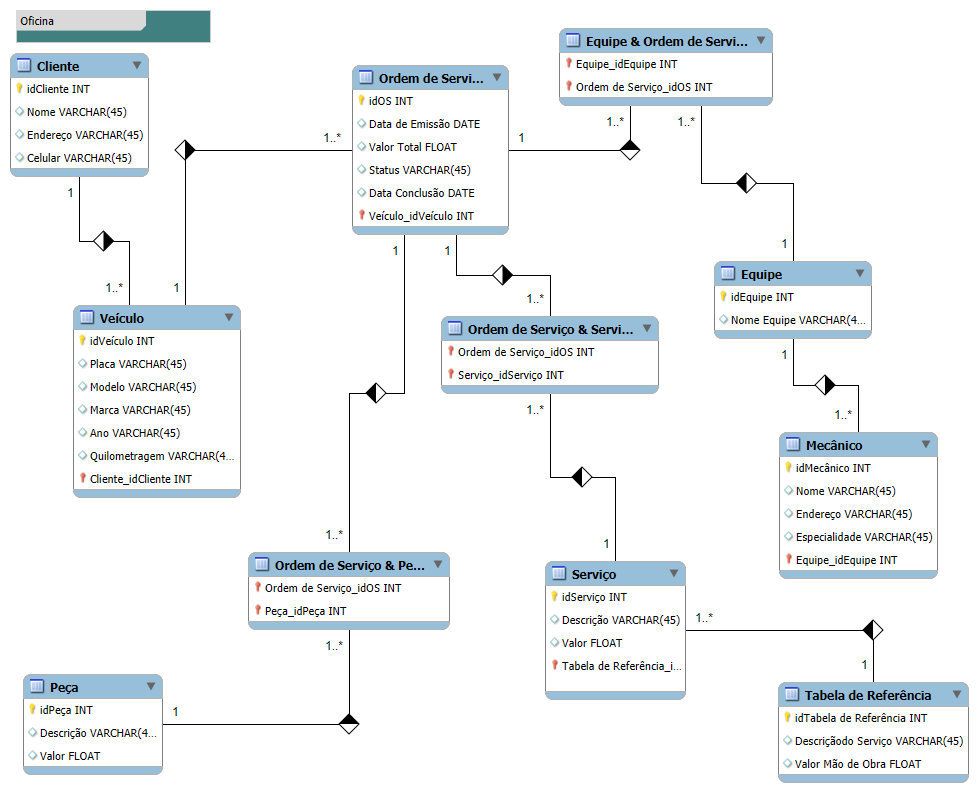 Oficina
Cliente
idCliente INT
Nome VARCHAR(45)
Endereço VARCHAR(45)
Celular VARCHAR(45)
1
1..*
Veículo
idVeículo INT
Placa VARCHAR(45)
Modelo VARCHAR(45)
Marca VARCHAR(45)
Ano VARCHAR(45)
Quilometragem VARCHAR(4...
Cliente_idCliente INT
1
1..*
Ordem de Servi...
idOS INT
Data de Emissão DATE
Valor Total FLOAT
Status VARCHAR(45)
Data Conclusão DATE
Veículo_idVeículo INT
1
1..*
Equipe & Ordem de Servi...
Equipe_idEquipe INT
Ordem de Serviço_idOS INT
1..*
1
Equipe
idEquipe INT
Nome Equipe VARCHAR(4...
1
1..*
Mecânico
idMecânico INT
Nome VARCHAR(45)
Endereço VARCHAR(45)
Especialidade VARCHAR(45)
Equipe_idEquipe INT
1
1..*
Ordem de Serviço & Servi...
Ordem de Serviço_idOS INT
Serviço_idServiço INT
1..*
1
Serviço
idServiço INT
Descrição VARCHAR(45)
Valor FLOAT
Tabela de Referência_i...
1..*
1
Tabela de Referência
idTabela de Referência INT
Descriçãodo Serviço VARCHAR(45)
Valor Mão de Obra FLOAT
1
1..*
Ordem de Serviço & Pe...
Ordem de Serviço_idOS INT
Peça_idPeça INT
1..*
1
Peça
idPeça INT
Descrição VARCHAR(4...
Valor FLOAT